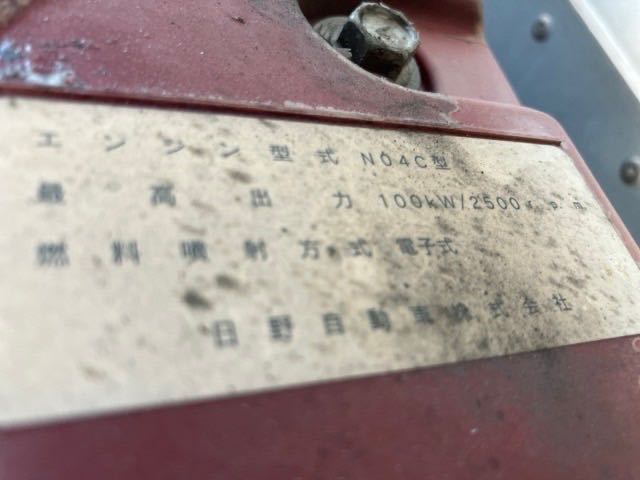 エンジン型式 N04C型
最高出力 100kW/2500r.p.m
燃料噴射方式 電子式
日野自動車株式会社